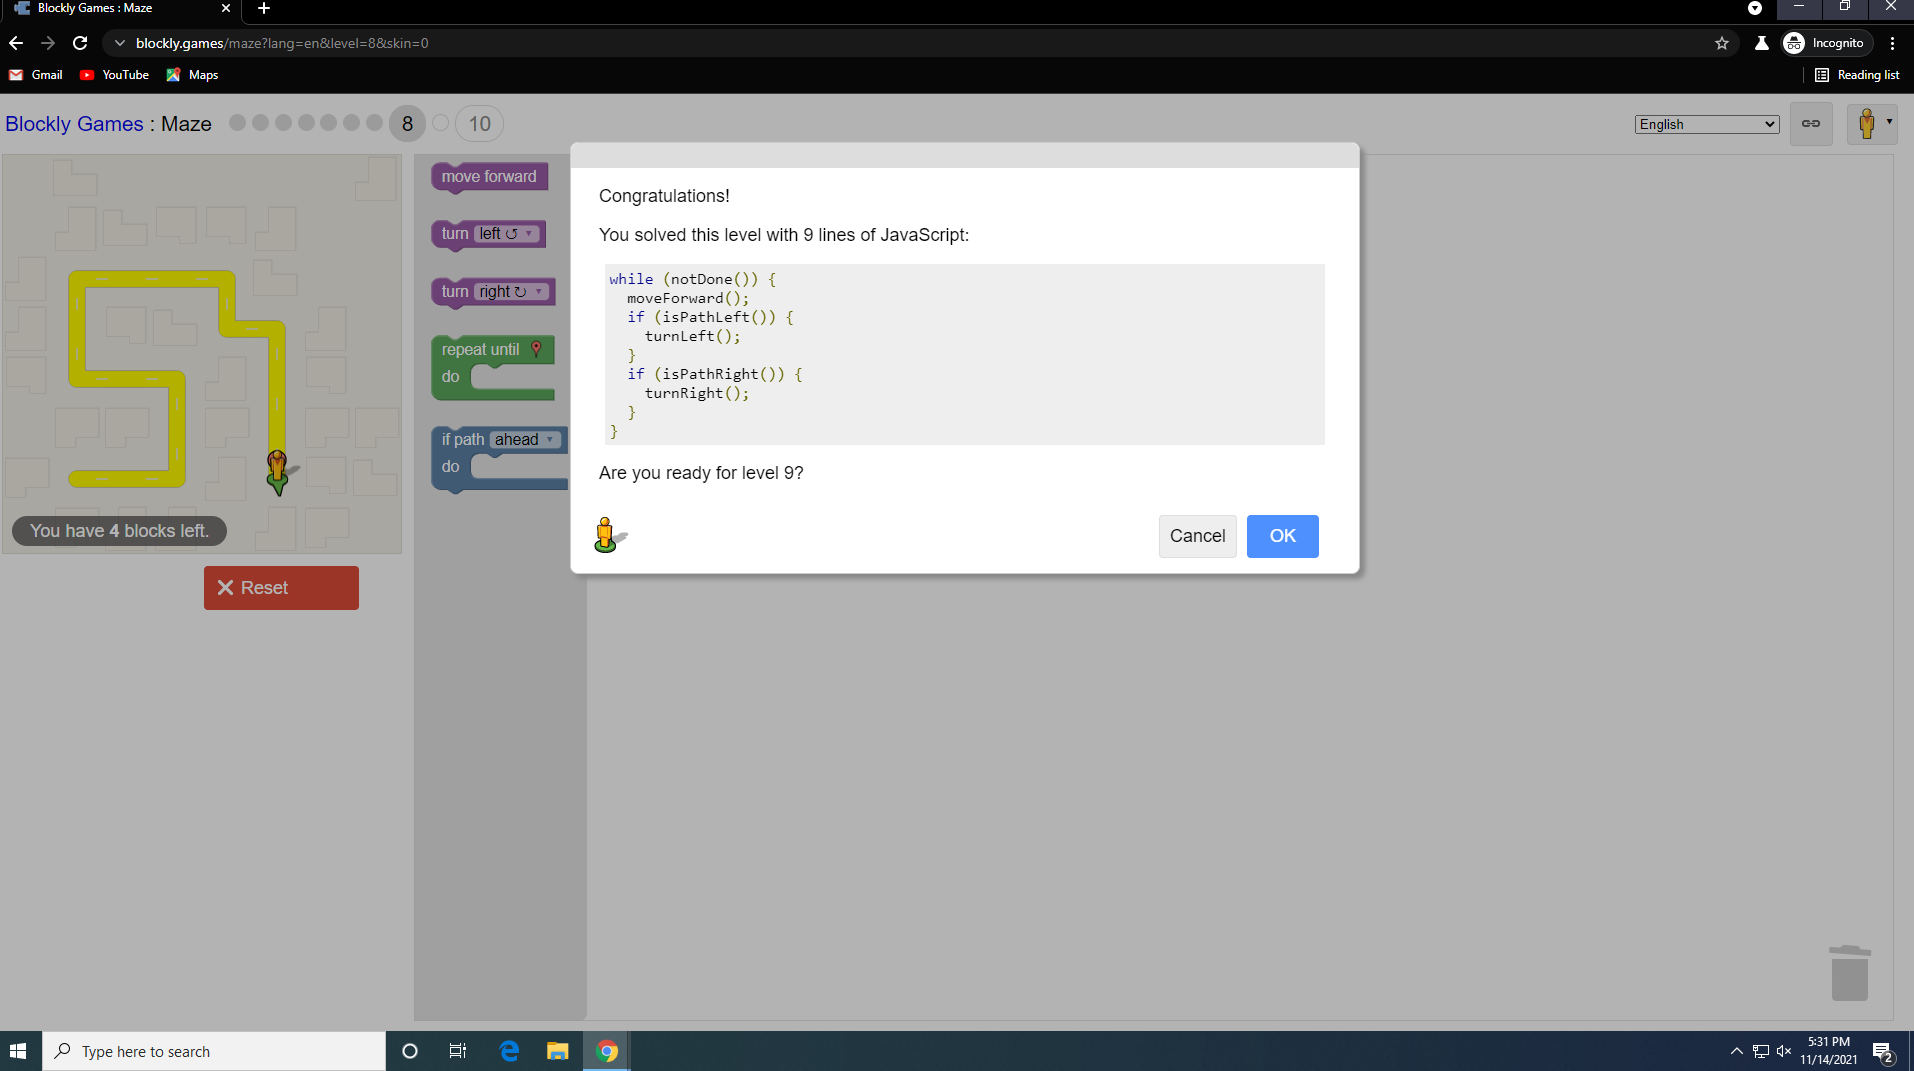 Blockly Games : Maze
blockly.games/maze?lang=en&level=8&skin=0
Incognito
Gmail
YouTube
Maps
Reading list
Blockly Games : Maze
8
10
English
move forward
turn left ↺ ▾
turn right ↻ ▾
repeat until
do
if path ahead ▾
do
You have 4 blocks left.
Reset
Congratulations!
You solved this level with 9 lines of JavaScript:
while (notDone()) {
  moveForward();
  if (isPathLeft()) {
    turnLeft();
  }
  if (isPathRight()) {
    turnRight();
  }
}
Are you ready for level 9?
Cancel
OK
Type here to search
5:31 PM
11/14/2021
2